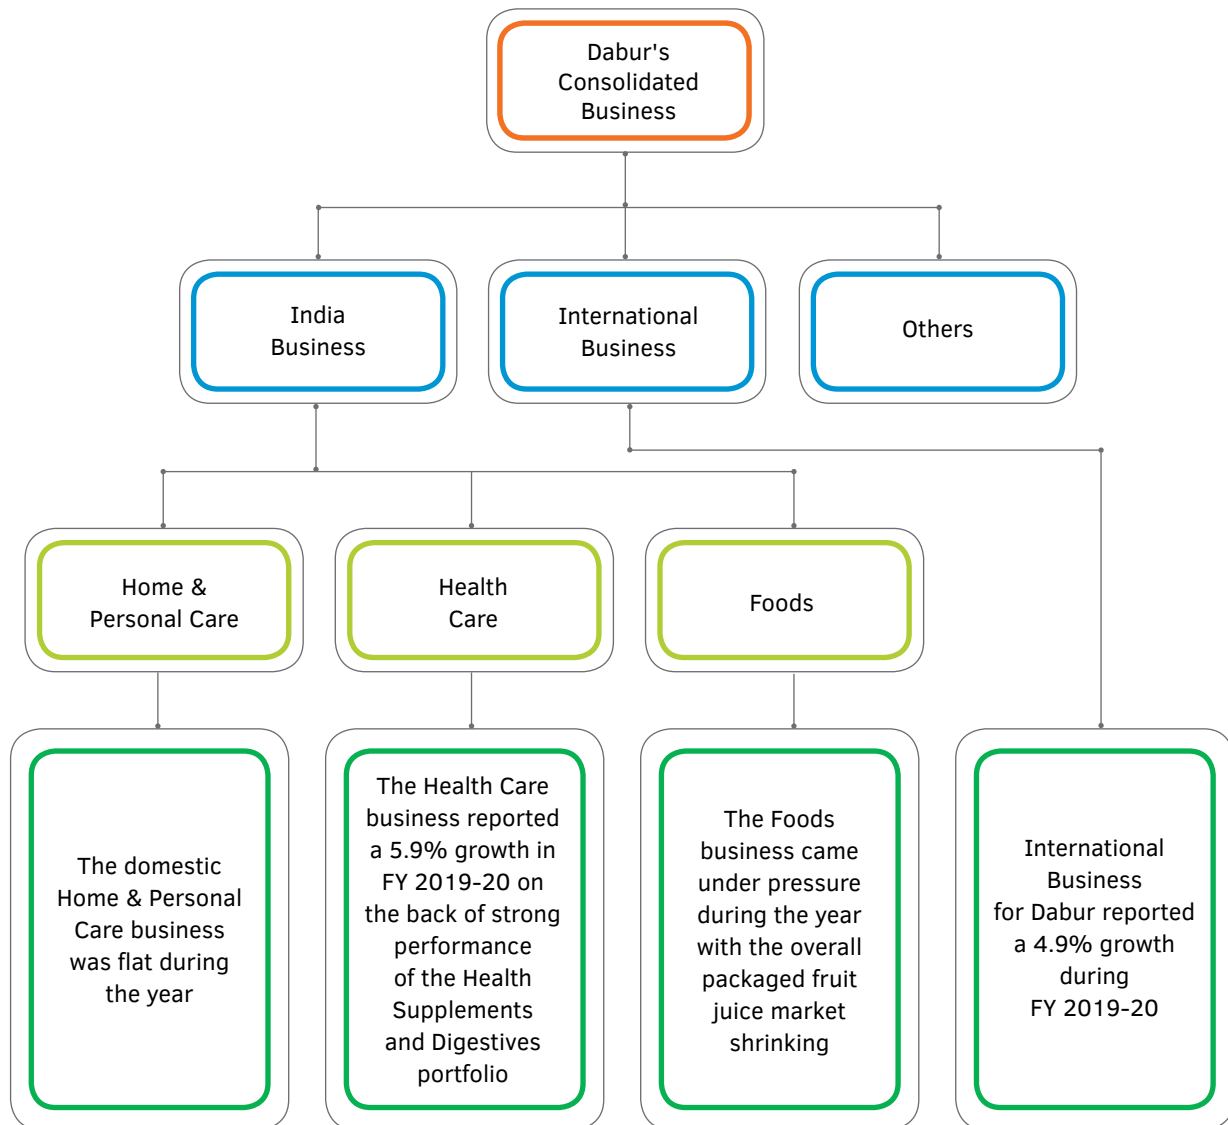 Dabur's
Consolidated
Business
India
Business
International
Business
Others
Home &
Personal Care
Health
Care
Foods
The domestic
Home & Personal
Care business
was flat during
the year
The Health Care
business reported
a 5.9% growth in
FY 2019-20 on
the back of strong
performance
of the Health
Supplements
and Digestives
portfolio
The Foods
business came
under pressure
during the year
with the overall
packaged fruit
juice market
shrinking
International
Business
for Dabur reported
a 4.9% growth
during
FY 2019-20